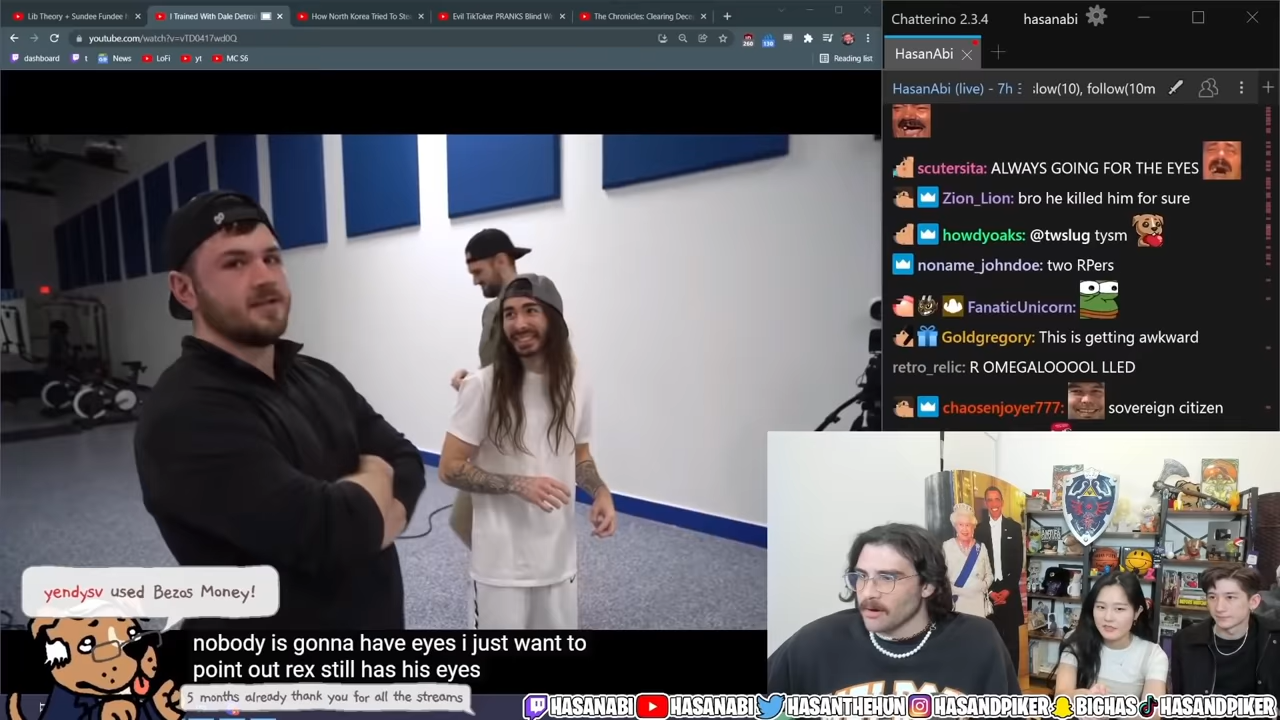 Lib Theory + Sundee Fundee
I Trained With Dale Detro
How North Korea Tried To Ste
Evil TikToker PRANKS Blind W
The Chronicles: Clearing Dece
youtube.com/watch?v=vTD0417wd0Q
260
130
dashboard
t
News
LoFi
yt
MC S6
Reading list
Chatterino 2.3.4
hasanabi
HasanAbi
HasanAbi (live) - 7h
low(10), follow(10m
scutersita: ALWAYS GOING FOR THE EYES
Zion_Lion: bro he killed him for sure
howdyoaks: @twslug tysm
noname_johndoe: two RPers
FanaticUnicorn:
Goldgregory: This is getting awkward
retro_relic: R OMEGALOOOOL LLED
chaosenjoyer777: sovereign citizen
yendysv used Bezos Money!
nobody is gonna have eyes i just want to
point out rex still has his eyes
5 months already thank you for all the streams
HASANABI HASANABI HASANTHEHUN HASANDPIKER BIGHAS HASANDPIKER